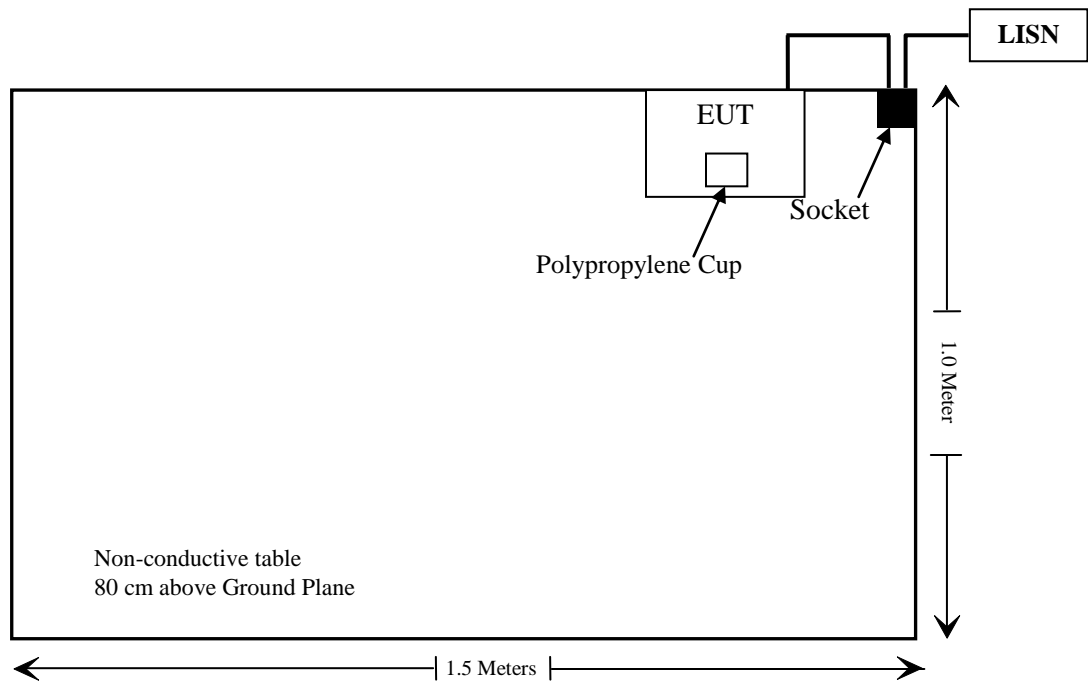 LISN
EUT
Socket
Polypropylene Cup
1.0 Meter
Non-conductive table
80 cm above Ground Plane
1.5 Meters